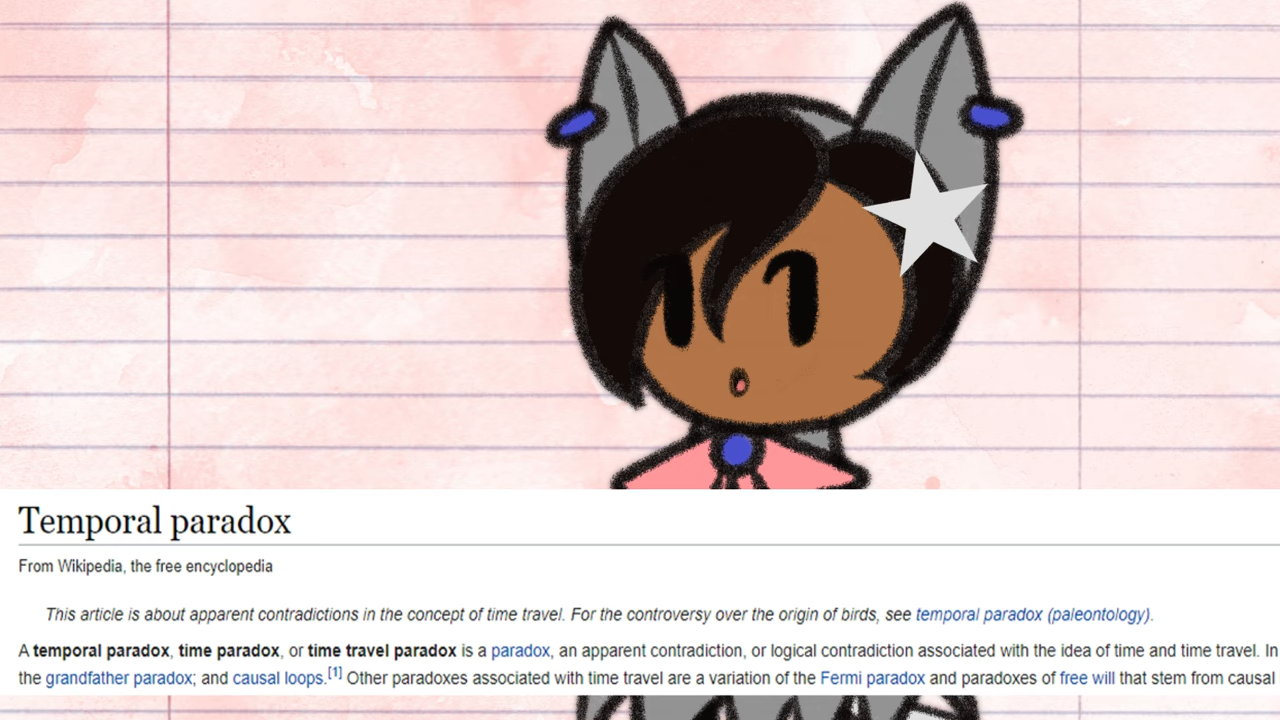 Temporal paradox
From Wikipedia, the free encyclopedia
This article is about apparent contradictions in the concept of time travel. For the controversy over the origin of birds, see temporal paradox (paleontology).
A temporal paradox, time paradox, or time travel paradox is a paradox, an apparent contradiction, or logical contradiction associated with the idea of time and time travel. In
the grandfather paradox; and causal loops.[1] Other paradoxes associated with time travel are a variation of the Fermi paradox and paradoxes of free will that stem from causal